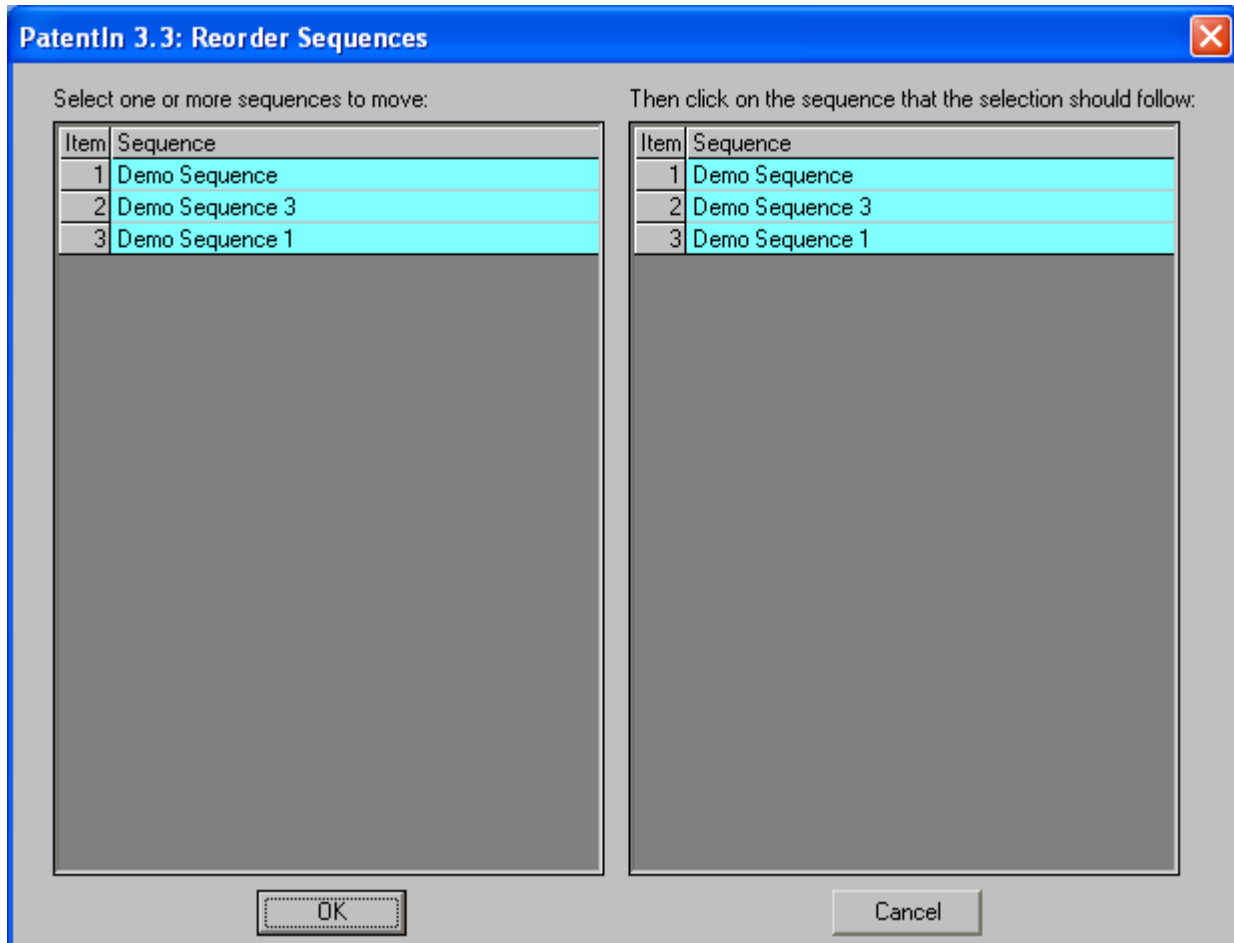 PatentIn 3.3: Reorder Sequences
Select one or more sequences to move:
Then click on the sequence that the selection should follow:
Item Sequence
1 Demo Sequence
2 Demo Sequence 3
3 Demo Sequence 1
Item Sequence
1 Demo Sequence
2 Demo Sequence 3
3 Demo Sequence 1
OK
Cancel